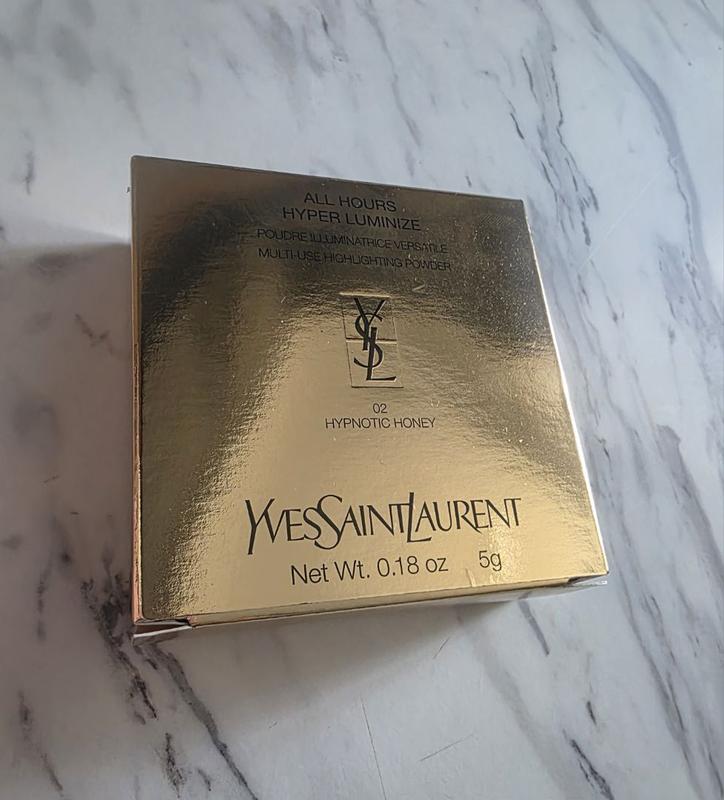 ALL HOURS
HYPER LUMINIZE
POUDRE ILLUMINATRICE VERSATILE
MULTI-USE HIGHLIGHTING POWDER
YSL
02
HYPNOTIC HONEY
YVESSAINTLAURENT
Net Wt. 0.18 oz 5g